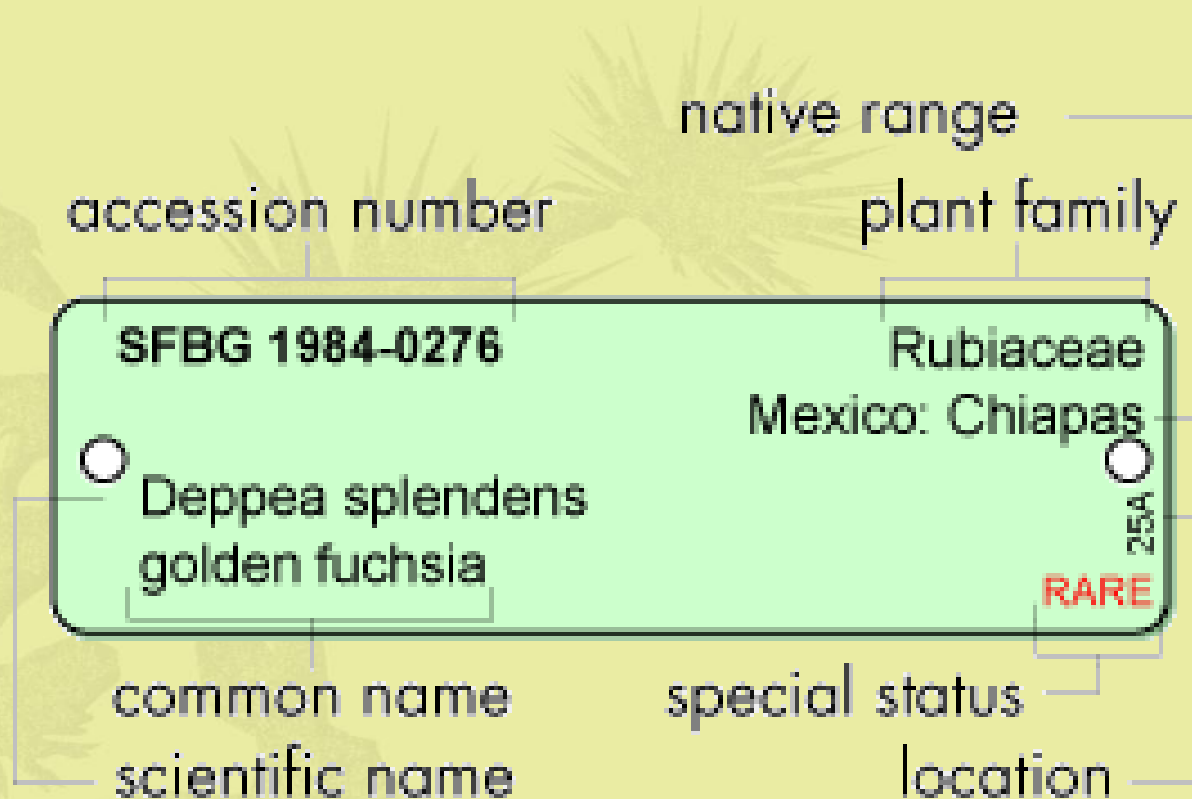 native range
accession number
plant family
SFBG 1984-0276
Rubiaceae
Mexico: Chiapas
Deppea splendens
golden fuchsia
25A
RARE
common name
special status
scientific name
location